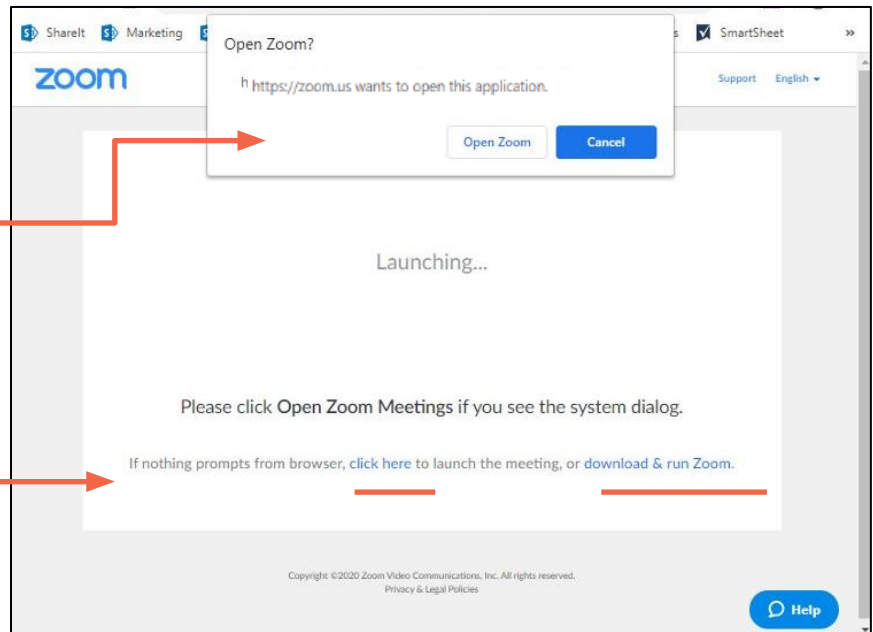 ShareIt Marketing SmartSheet »
Open Zoom?
h https://zoom.us wants to open this application.
Open Zoom Cancel
zoom Support English
Launching...
Please click Open Zoom Meetings if you see the system dialog.
If nothing prompts from browser, click here to launch the meeting, or download & run Zoom.
Copyright ©2020 Zoom Video Communications, Inc. All rights reserved.
Privacy & Legal Policies
Help